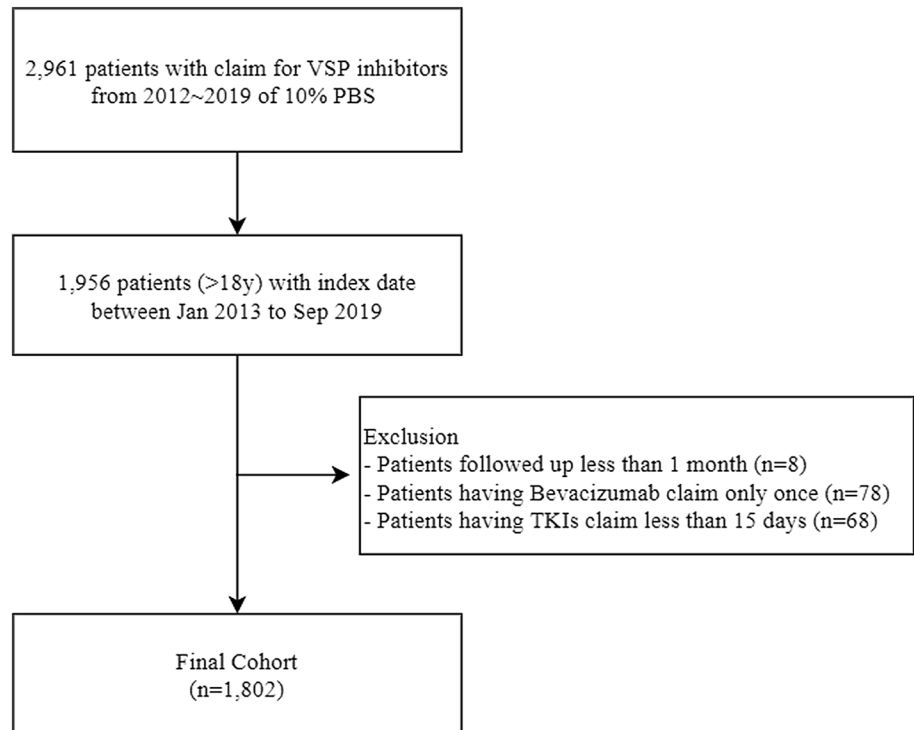 2,961 patients with claim for VSP inhibitors
from 2012~2019 of 10% PBS
1,956 patients (>18y) with index date
between Jan 2013 to Sep 2019
Exclusion
- Patients followed up less than 1 month (n=8)
- Patients having Bevacizumab claim only once (n=78)
- Patients having TKIs claim less than 15 days (n=68)
Final Cohort
(n=1,802)